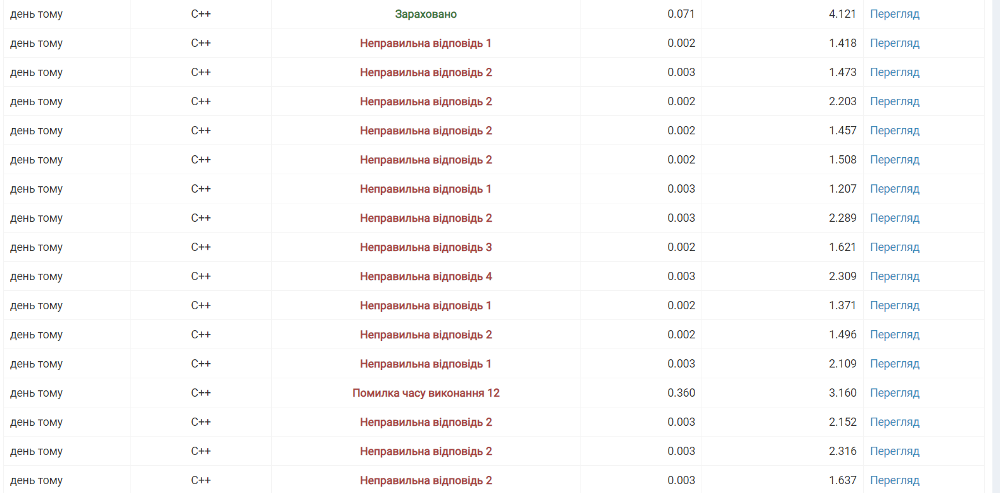 день тому C++ Зараховано 0.071 4.121 Перегляд
день тому C++ Неправильна відповідь 1 0.002 1.418 Перегляд
день тому C++ Неправильна відповідь 2 0.003 1.473 Перегляд
день тому C++ Неправильна відповідь 2 0.002 2.203 Перегляд
день тому C++ Неправильна відповідь 2 0.002 1.457 Перегляд
день тому C++ Неправильна відповідь 2 0.002 1.508 Перегляд
день тому C++ Неправильна відповідь 1 0.003 1.207 Перегляд
день тому C++ Неправильна відповідь 2 0.003 2.289 Перегляд
день тому C++ Неправильна відповідь 3 0.002 1.621 Перегляд
день тому C++ Неправильна відповідь 4 0.003 2.309 Перегляд
день тому C++ Неправильна відповідь 1 0.002 1.371 Перегляд
день тому C++ Неправильна відповідь 2 0.002 1.496 Перегляд
день тому C++ Неправильна відповідь 1 0.003 2.109 Перегляд
день тому C++ Помилка часу виконання 12 0.360 3.160 Перегляд
день тому C++ Неправильна відповідь 2 0.003 2.152 Перегляд
день тому C++ Неправильна відповідь 2 0.003 2.316 Перегляд
день тому C++ Неправильна відповідь 2 0.003 1.637 Перегляд